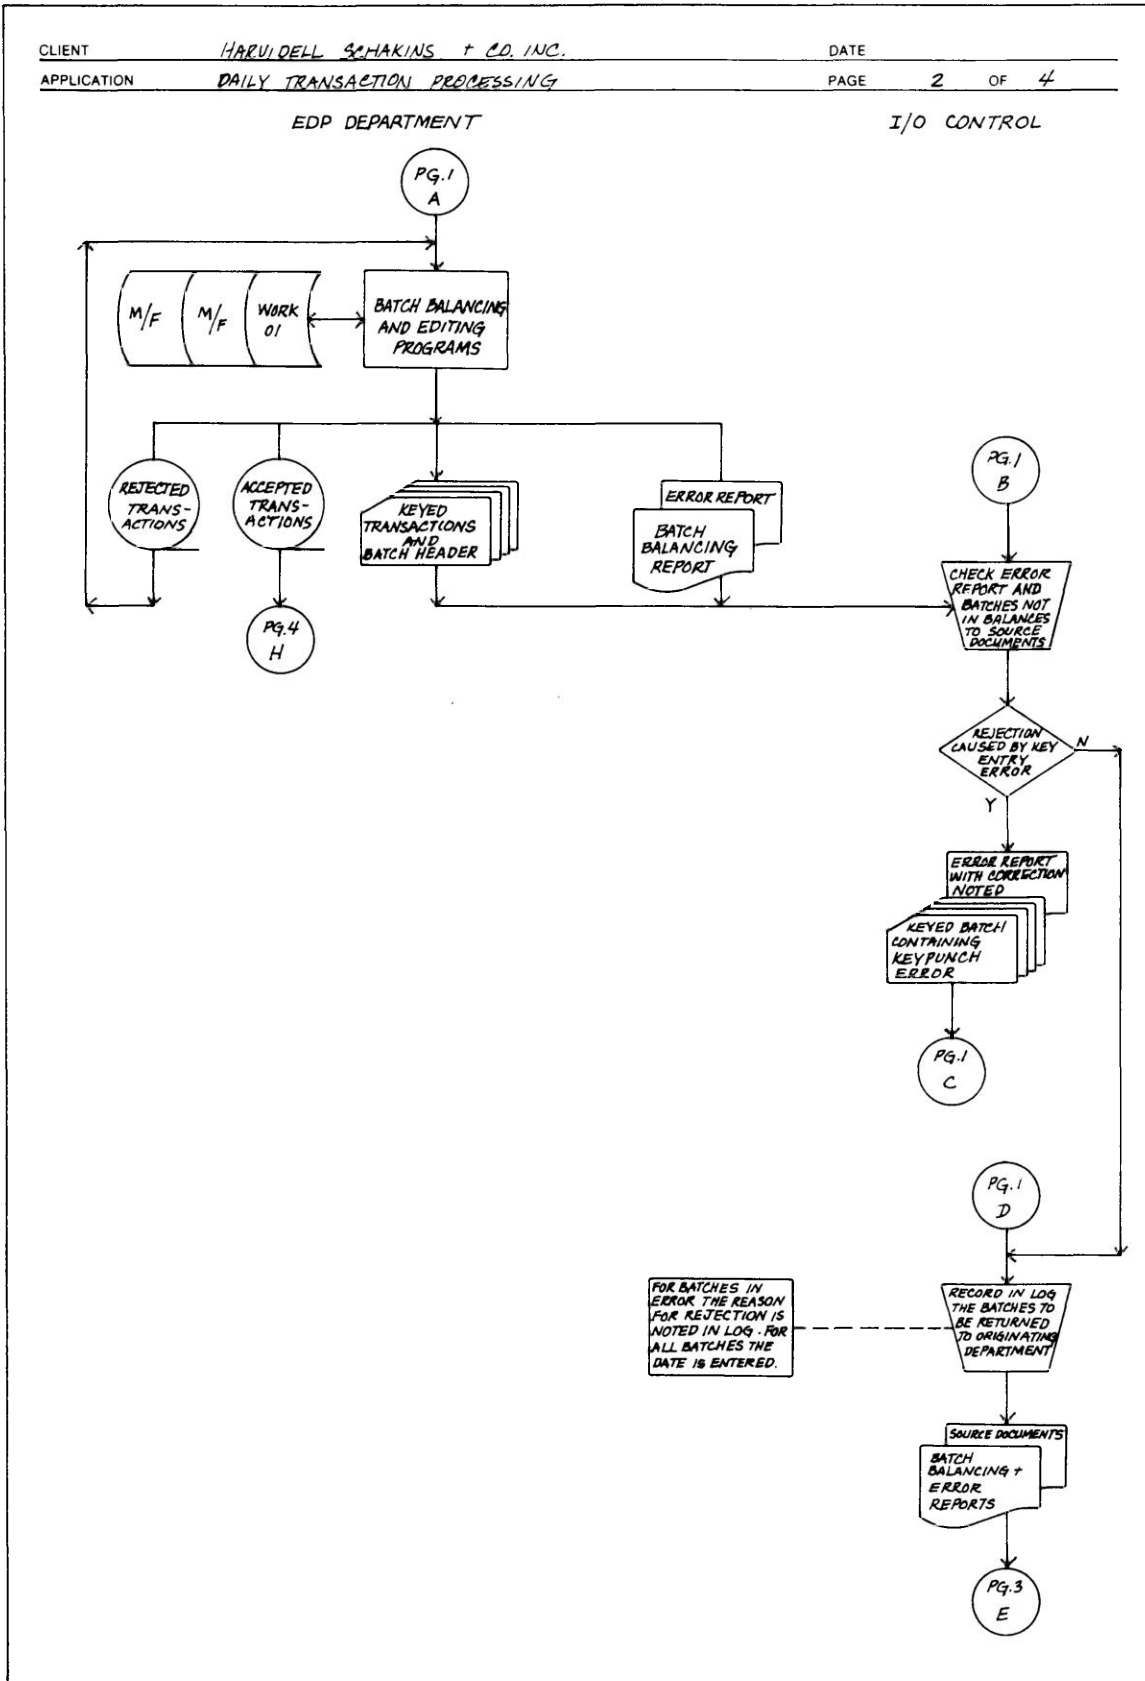 CLIENT HARVIDELL SCHAKINS + CO. INC. DATE
APPLICATION DAILY TRANSACTION PROCESSING PAGE 2 OF 4
EDP DEPARTMENT I/O CONTROL
PG.1
A
M/F
M/F
WORK
01
BATCH BALANCING
AND EDITING
PROGRAMS
REJECTED
TRANS-
ACTIONS
ACCEPTED
TRANS-
ACTIONS
KEYED
TRANSACTIONS
AND
BATCH HEADER
ERROR REPORT
BATCH
BALANCING
REPORT
PG.4
H
PG.1
B
CHECK ERROR
REPORT AND
BATCHES NOT
IN BALANCES
TO SOURCE
DOCUMENTS
REJECTION
CAUSED BY KEY
ENTRY
ERROR
N
Y
ERROR REPORT
WITH CORRECTION
NOTED
KEYED BATCH
CONTAINING
KEYPUNCH
ERROR
PG.1
C
PG.1
D
FOR BATCHES IN
ERROR THE REASON
FOR REJECTION IS
NOTED IN LOG. FOR
ALL BATCHES THE
DATE IS ENTERED.
RECORD IN LOG
THE BATCHES TO
BE RETURNED
TO ORIGINATING
DEPARTMENT
SOURCE DOCUMENTS
BATCH
BALANCING +
ERROR
REPORTS
PG.3
E